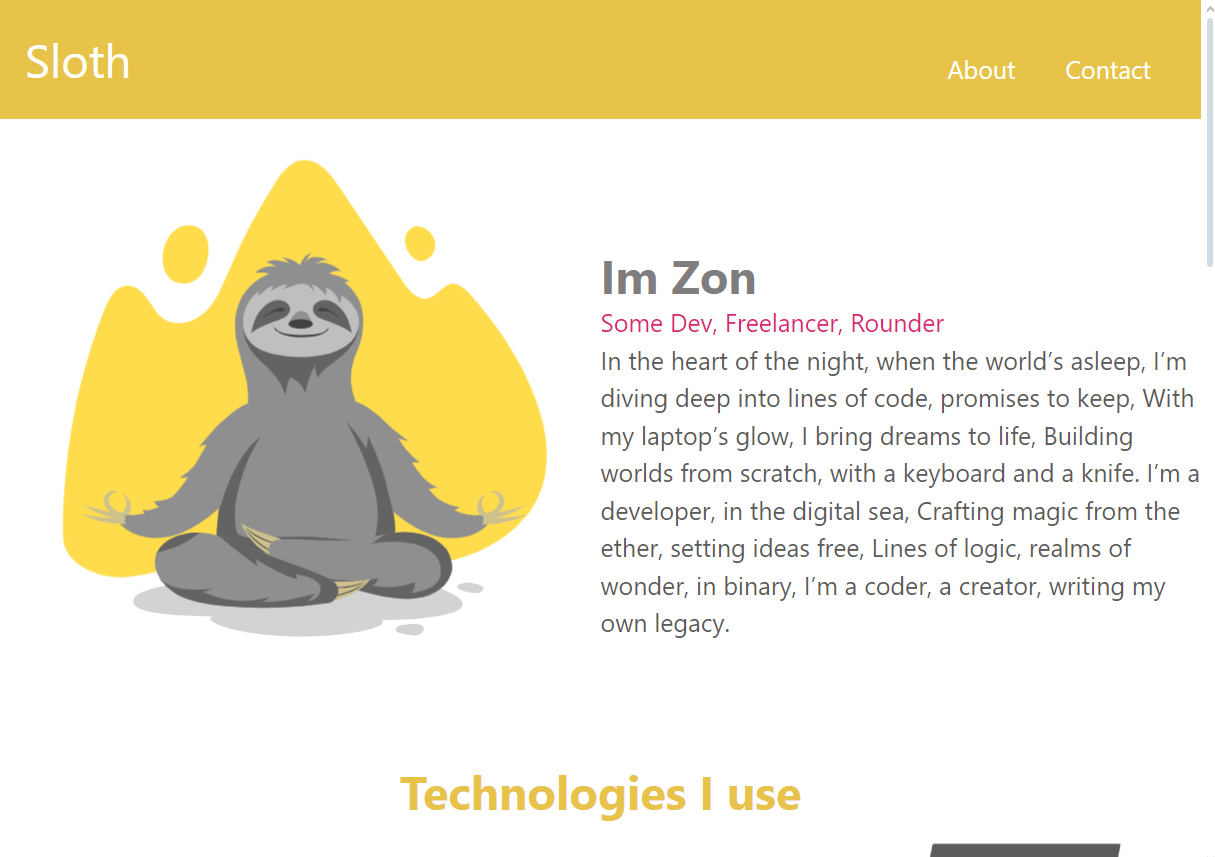 Sloth
About Contact
Im Zon
Some Dev, Freelancer, Rounder
In the heart of the night, when the world’s asleep, I’m
diving deep into lines of code, promises to keep, With
my laptop’s glow, I bring dreams to life, Building
worlds from scratch, with a keyboard and a knife. I’m a
developer, in the digital sea, Crafting magic from the
ether, setting ideas free, Lines of logic, realms of
wonder, in binary, I’m a coder, a creator, writing my
own legacy.
Technologies I use